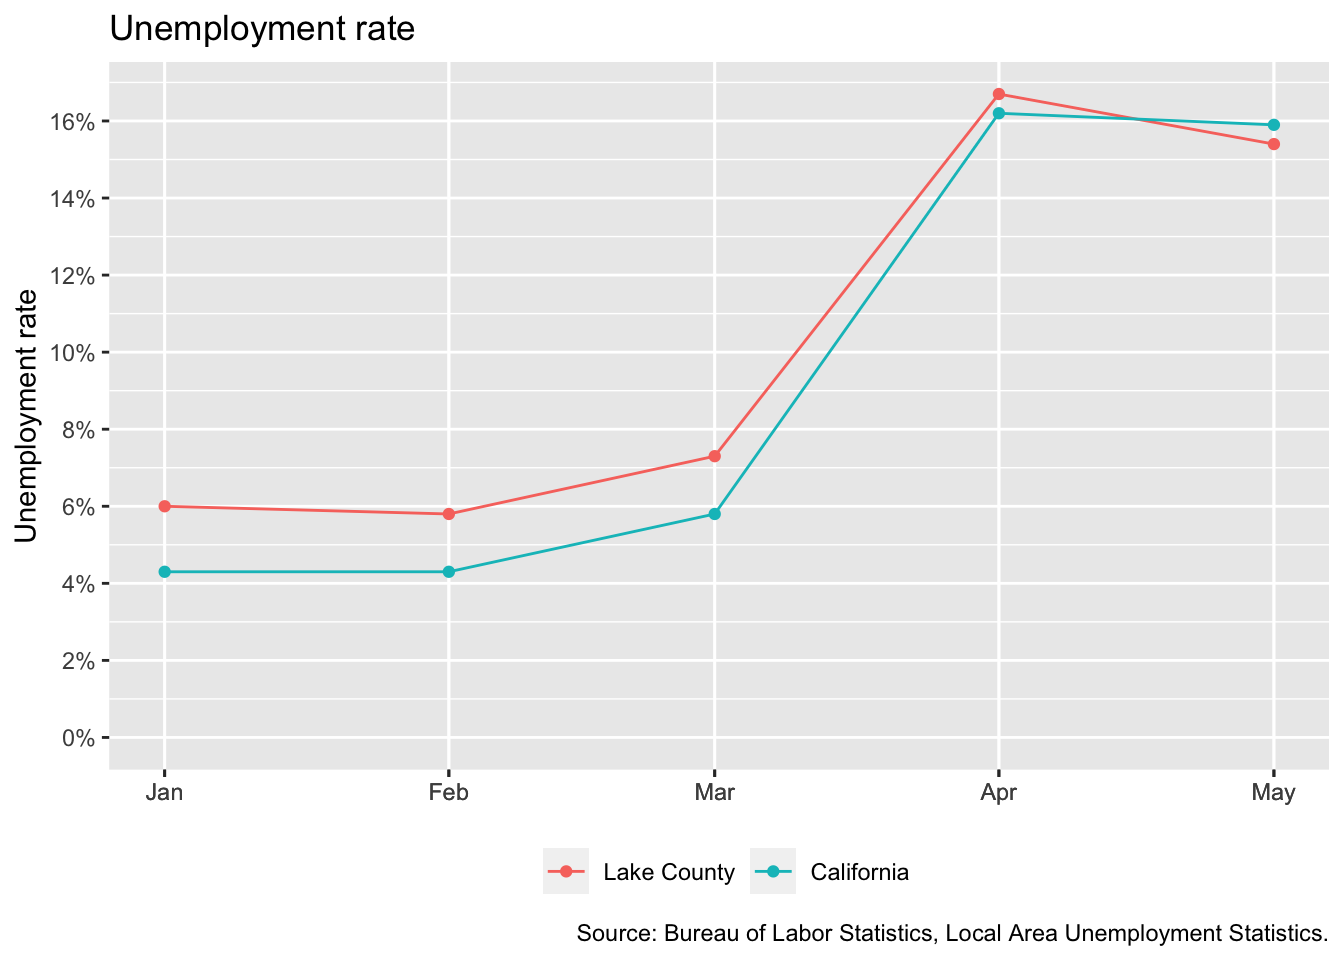 Unemployment rate
Unemployment rate
16%
14%
12%
10%
8%
6%
4%
2%
0%
Jan Feb Mar Apr May
Lake County California
Source: Bureau of Labor Statistics, Local Area Unemployment Statistics.